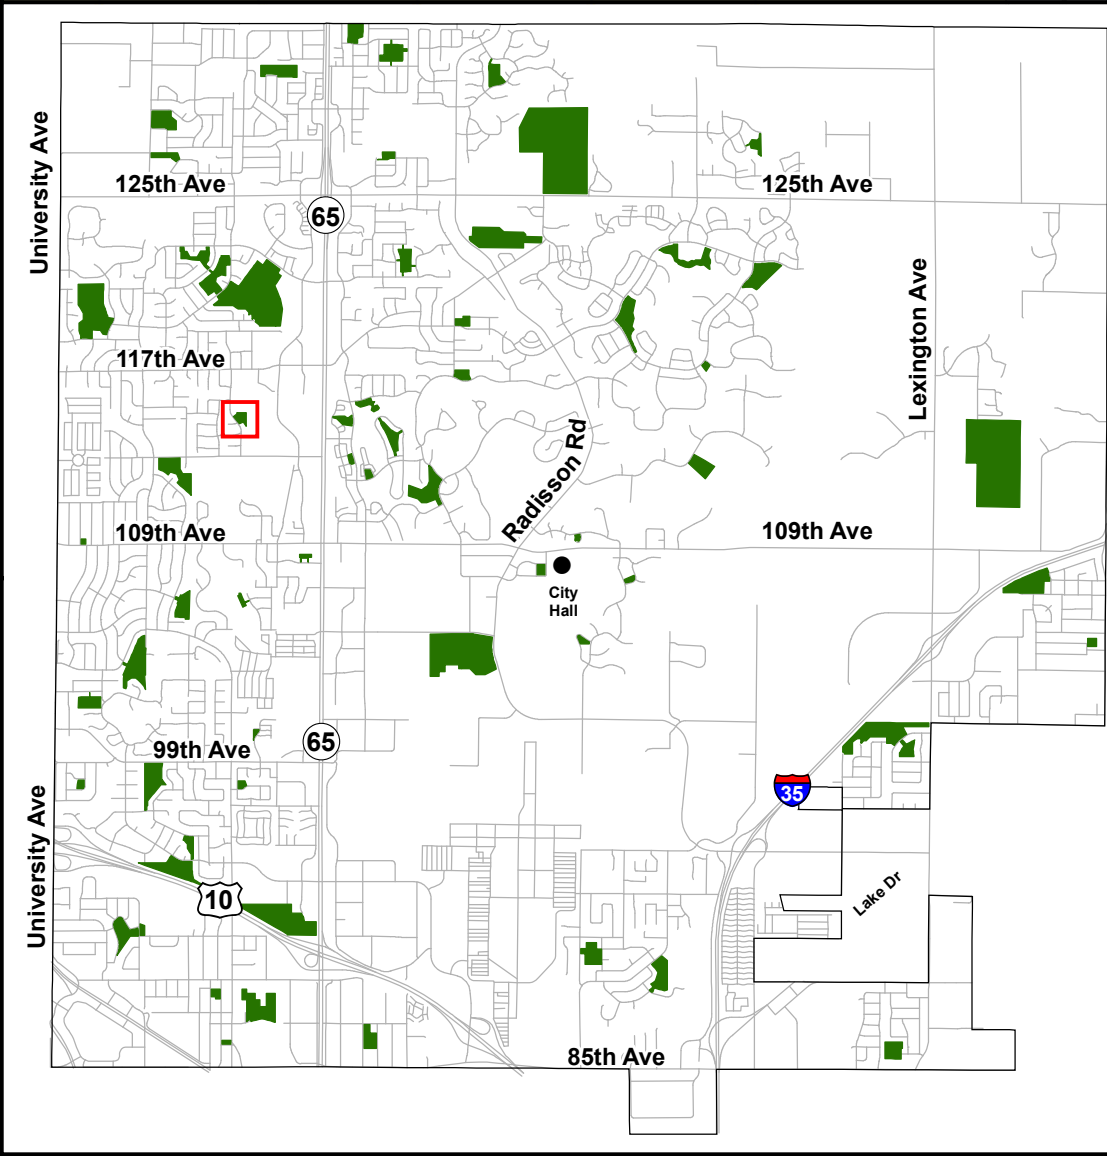 University Ave
125th Ave
125th Ave
65
117th Ave
Lexington Ave
Radisson Rd
109th Ave
109th Ave
City
Hall
99th Ave
65
35
University Ave
10
Lake Dr
85th Ave